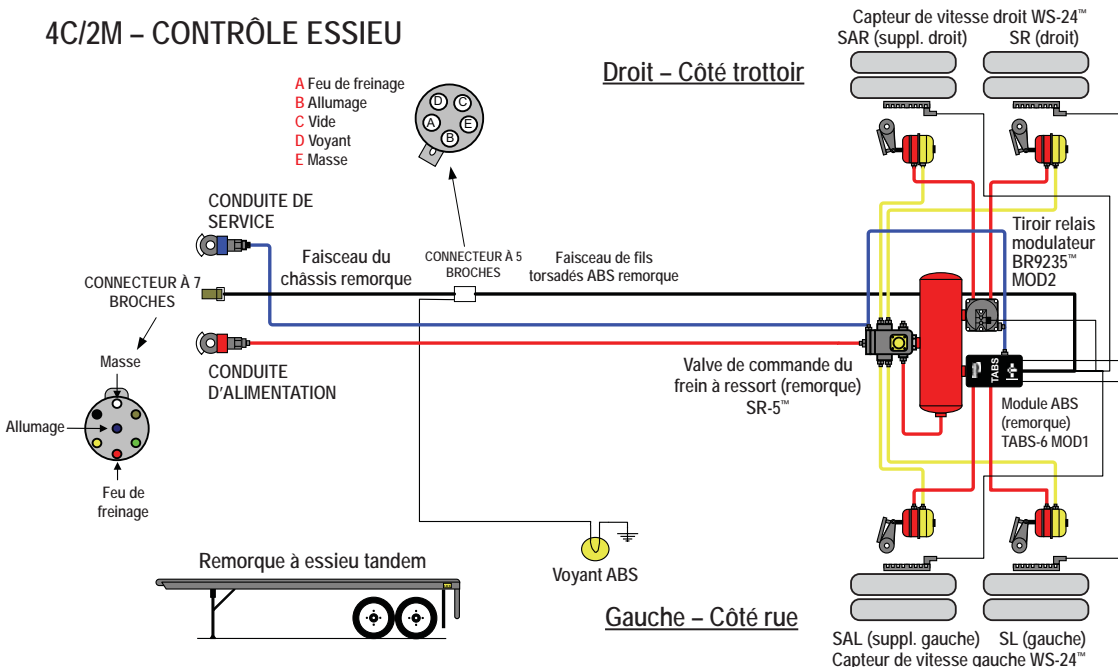 4C/2M – CONTRÔLE ESSIEU
Capteur de vitesse droit WS-24™
SAR (suppl. droit)
SR (droit)
Droit – Côté trottoir
A Feu de freinage
B Allumage
C Vide
D Voyant
E Masse
D
C
A
E
B
CONDUITE DE
SERVICE
Faisceau du
châssis remorque
CONNECTEUR À 5
BROCHES
Faisceau de fils
torsadés ABS remorque
Tiroir relais
modulateur
BR9235™
MOD2
CONNECTEUR À 7
BROCHES
CONDUITE
D'ALIMENTATION
Masse
Allumage
Feu de
freinage
Valve de commande du
frein à ressort (remorque)
SR-5™
TABS
Module ABS
(remorque)
TABS-6 MOD1
Remorque à essieu tandem
Voyant ABS
Gauche – Côté rue
SAL (suppl. gauche)
SL (gauche)
Capteur de vitesse gauche WS-24™